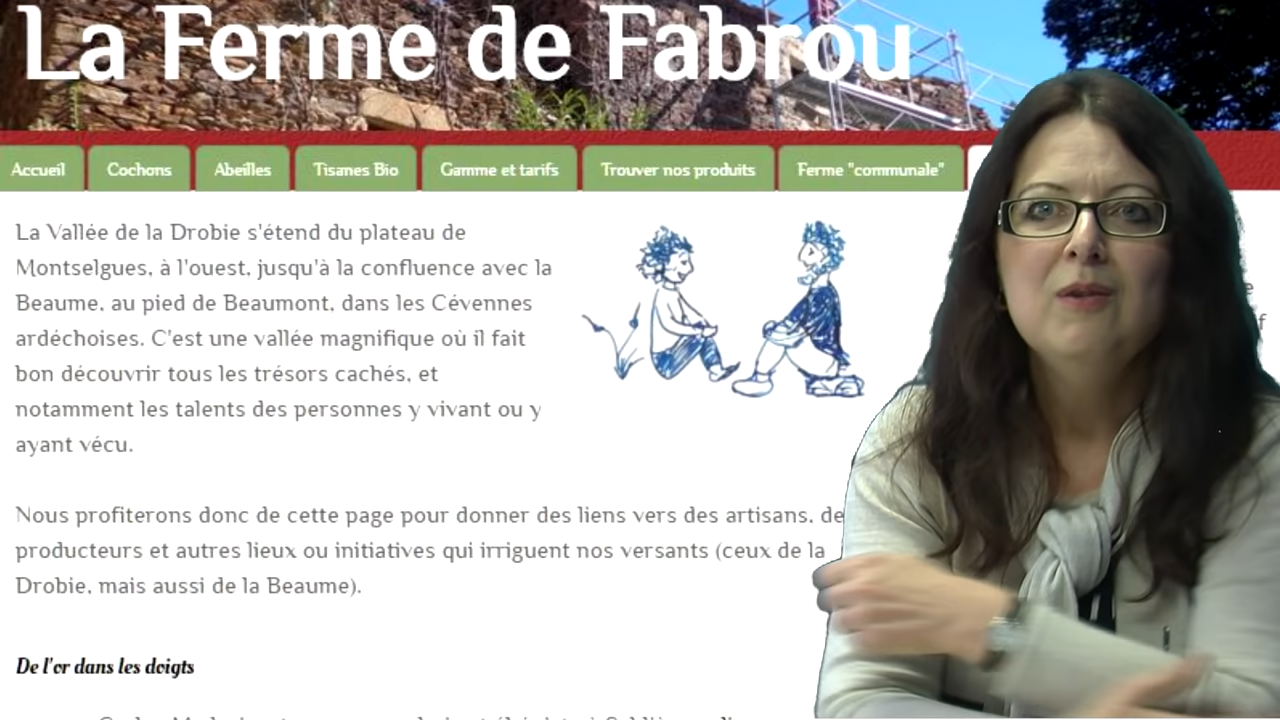 La Ferme de Fabrou
Accueil
Cochons
Abeilles
Tisanes Bio
Gamme et tarifs
Trouver nos produits
Ferme "communale"
La Vallée de la Drobie s'étend du plateau de
Montselgues, à l'ouest, jusqu'à la confluence avec la
Beaume, au pied de Beaumont, dans les Cévennes
ardéchoises. C'est une vallée magnifique où il fait
bon découvrir tous les trésors cachés, et
notamment les talents des personnes y vivant ou y
ayant vécu.
Nous profiterons donc de cette page pour donner des liens vers des artisans, de
producteurs et autres lieux ou initiatives qui irriguent nos versants (ceux de la
Drobie, mais aussi de la Beaume).
De l'or dans les doigts